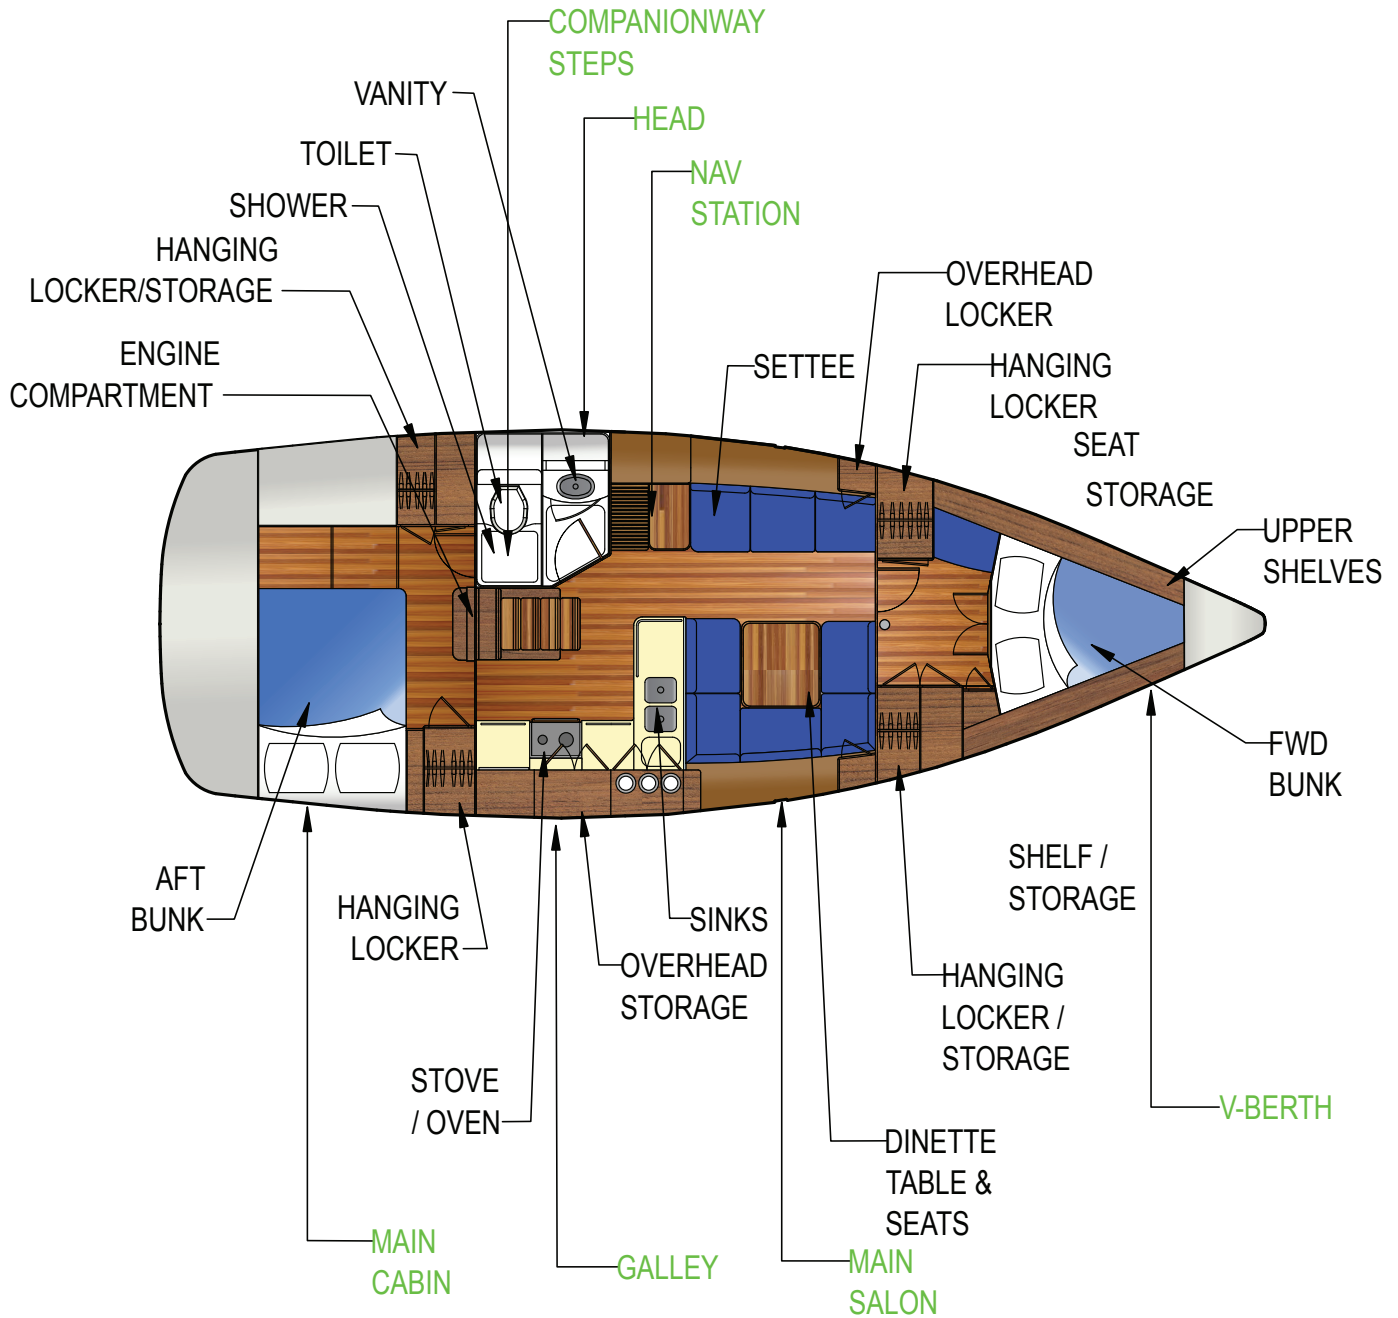 COMPANIONWAY
STEPS
VANITY
HEAD
TOILET
NAV
STATION
SHOWER
HANGING
LOCKER/STORAGE
OVERHEAD
LOCKER
ENGINE
COMPARTMENT
SETTEE
HANGING
LOCKER
SEAT
STORAGE
UPPER
SHELVES
FWD
BUNK
AFT
BUNK
HANGING
LOCKER
SINKS
OVERHEAD
STORAGE
SHELF /
STORAGE
HANGING
LOCKER /
STORAGE
STOVE
/ OVEN
V-BERTH
DINETTE
TABLE &
SEATS
MAIN
CABIN
GALLEY
MAIN
SALON